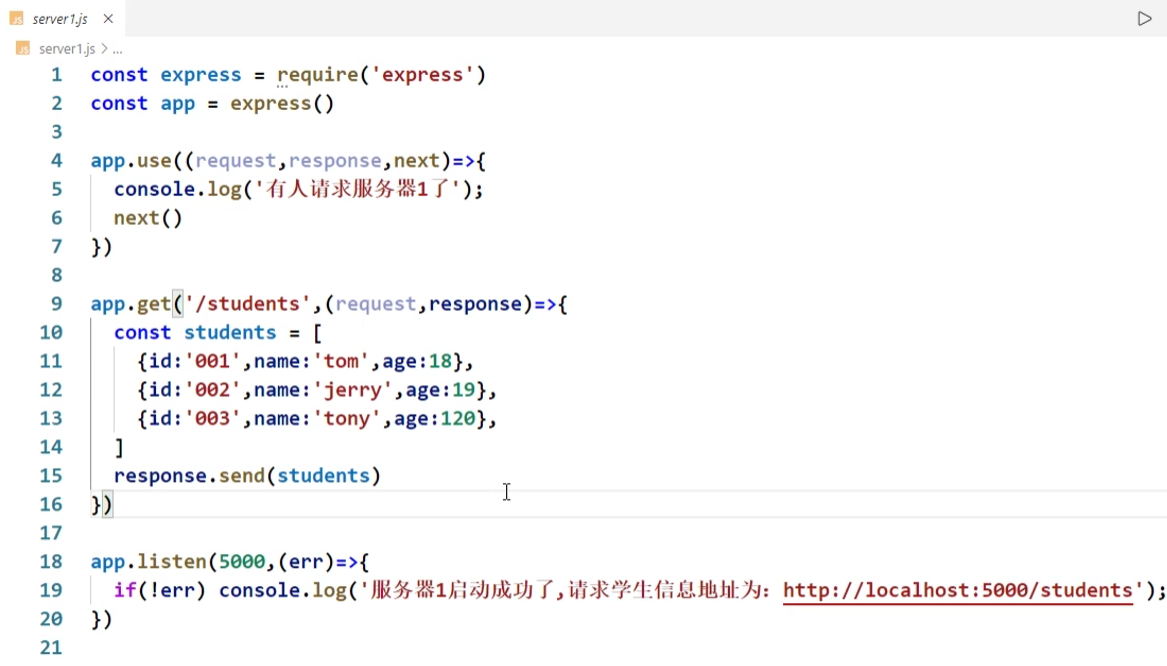 JS server1.js ×
JS server1.js > ...
1 const express = require('express')
2 const app = express()
3
4 app.use((request,response,next)=>{
5   console.log('有人请求服务器1了');
6   next()
7 })
8
9 app.get('/students',(request,response)=>{
10   const students = [
11     {id:'001',name:'tom',age:18},
12     {id:'002',name:'jerry',age:19},
13     {id:'003',name:'tony',age:120},
14   ]
15   response.send(students)
16 })
17
18 app.listen(5000,(err)=>{
19   if(!err) console.log('服务器1启动成功了,请求学生信息地址为：http://localhost:5000/students');
20 })
21